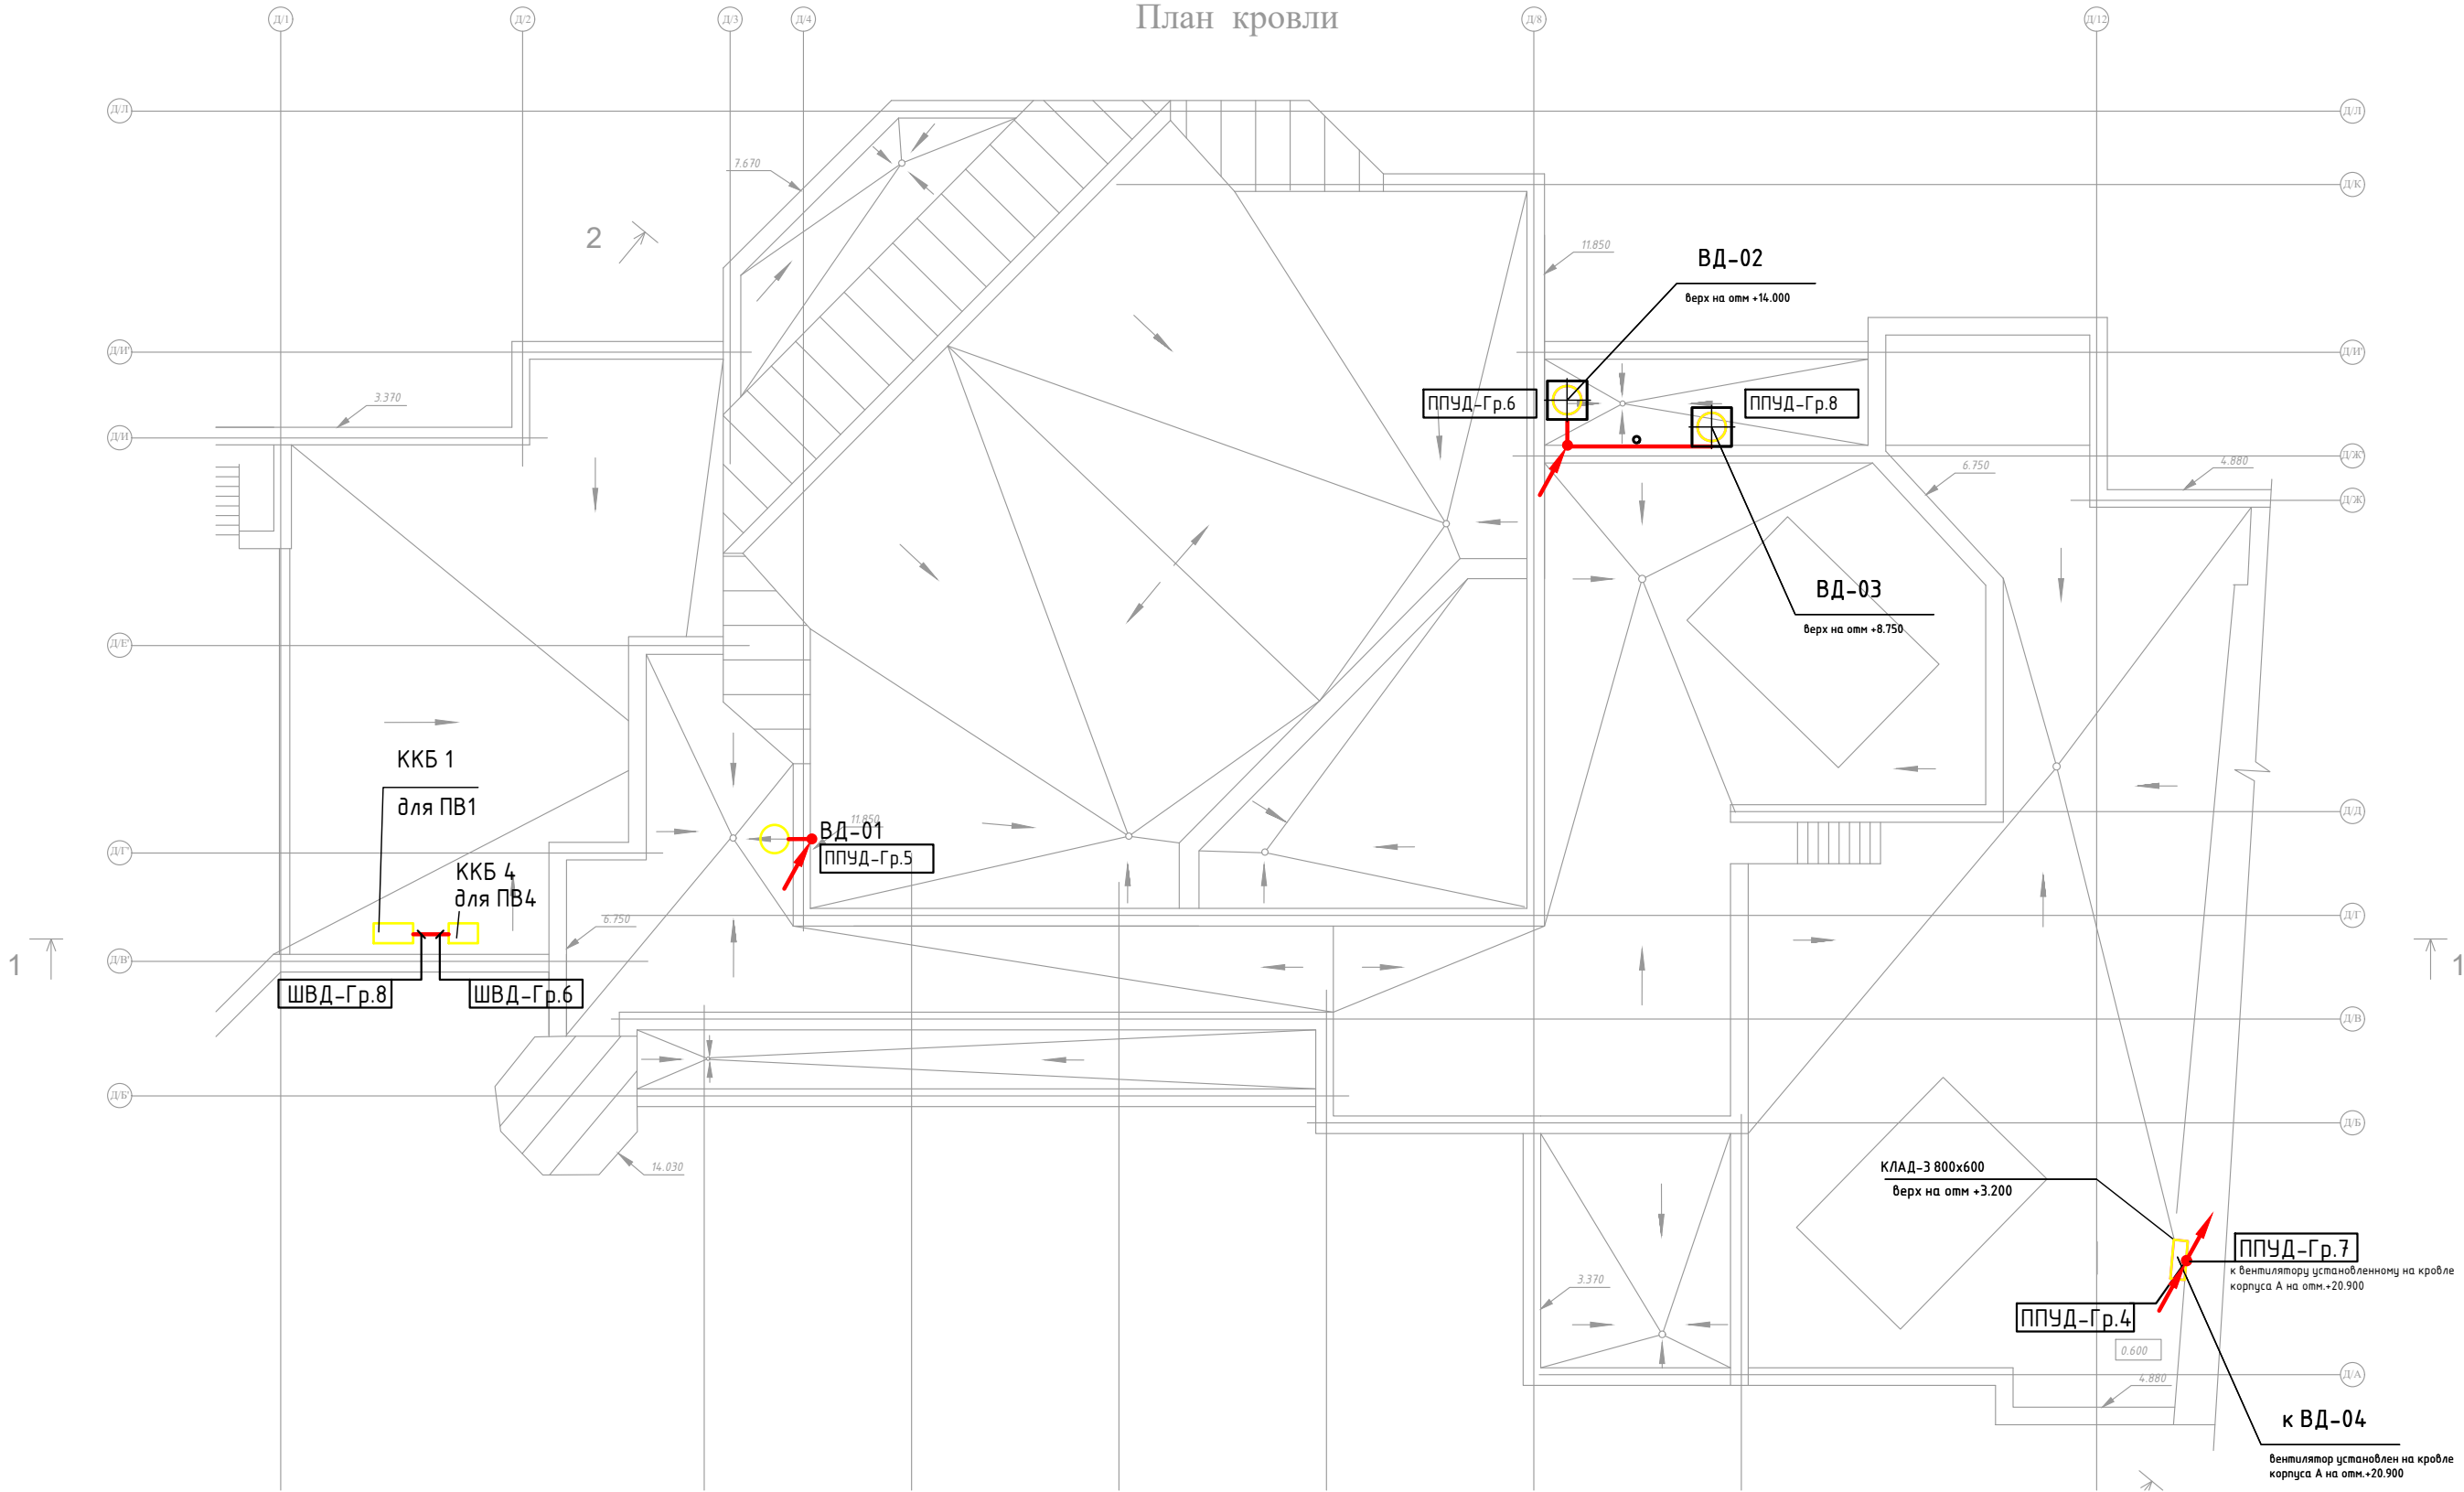 План кровли
Д/1
Д/2
Д/3
Д/4
Д/8
Д/12
Д/Л
Д/Л
7.670
Д/К
2
11.850
ВД-02
верх на отм +14.000
Д/И'
Д/И'
3.370
ППУД-Гр.6
ППУД-Гр.8
Д/И
Д/Ж'
6.750
4.880
Д/Ж
ВД-03
верх на отм +8.750
Д/Е'
ККБ 1
для ПВ1
Д/Д
11.850
ВД-01
ППУД-Гр.5
Д/Г'
ККБ 4
для ПВ4
6.750
Д/Г
1
Д/В'
1
ШВД-Гр.8
ШВД-Гр.6
Д/В
Д/Б'
Д/Б
14.030
КЛАД-3 800х600
верх на отм +3.200
3.370
ППУД-Гр.7
к вентилятору установленному на кровле
корпуса А на отм.+20.900
ППУД-Гр.4
0.600
4.880
Д/А
к ВД-04
вентилятор установлен на кровле
корпуса А на отм.+20.900